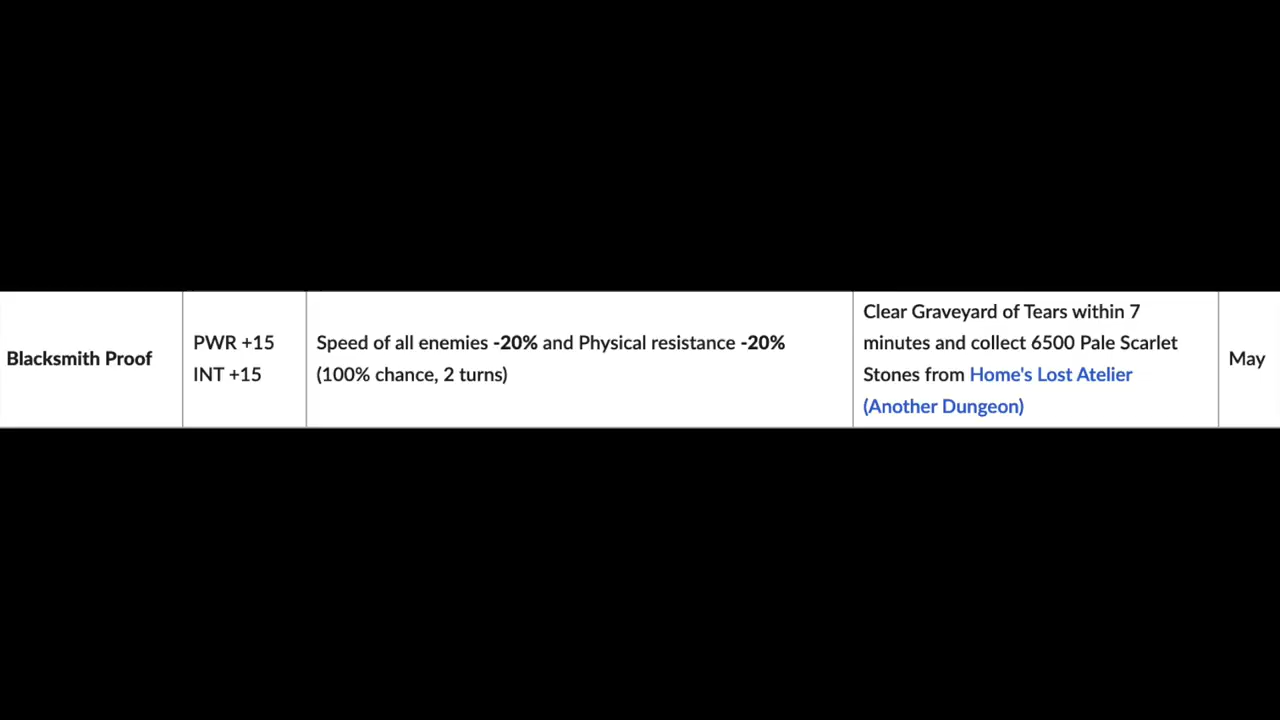 Blacksmith Proof
PWR +15
INT +15
Speed of all enemies -20% and Physical resistance -20%
(100% chance, 2 turns)
Clear Graveyard of Tears within 7
minutes and collect 6500 Pale Scarlet
Stones from Home's Lost Atelier
(Another Dungeon)
May